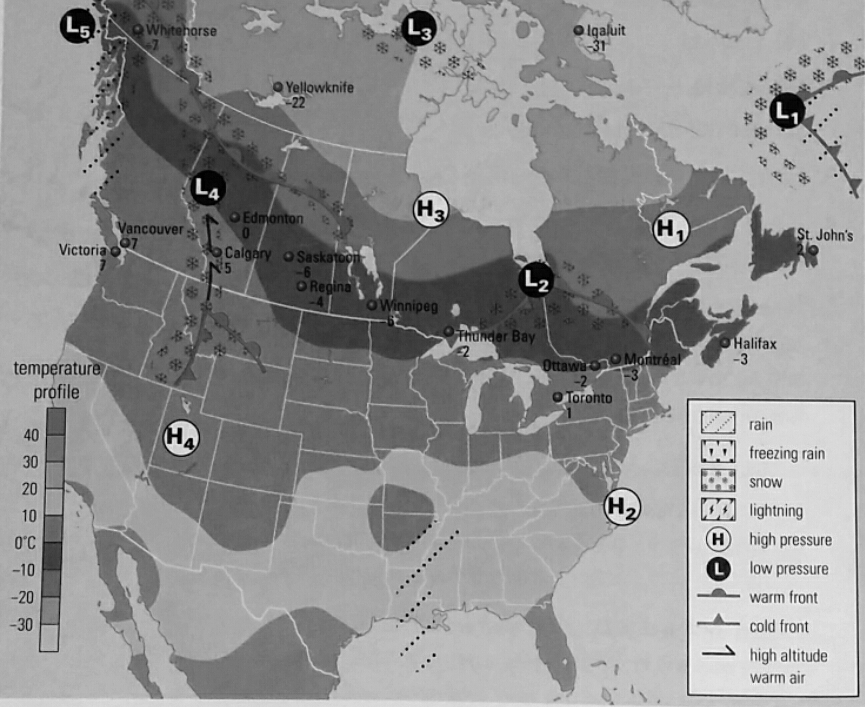 L5
Whitehorse
-7
L3
Iqaluit
-31
Yellowknife
-22
L1
L4
H3
Edmonton
0
H1
Vancouver
7
Victoria
7
Calgary
5
St. John's
2
Saskatoon
-6
Regina
-4
L2
Winnipeg
-6
Thunder Bay
-2
Halifax
-3
Ottawa
-2
Montréal
-3
Toronto
1
H4
H2
temperature
profile
40
30
20
10
0°C
-10
-20
-30
rain
freezing rain
snow
lightning
H high pressure
L low pressure
warm front
cold front
high altitude
warm air